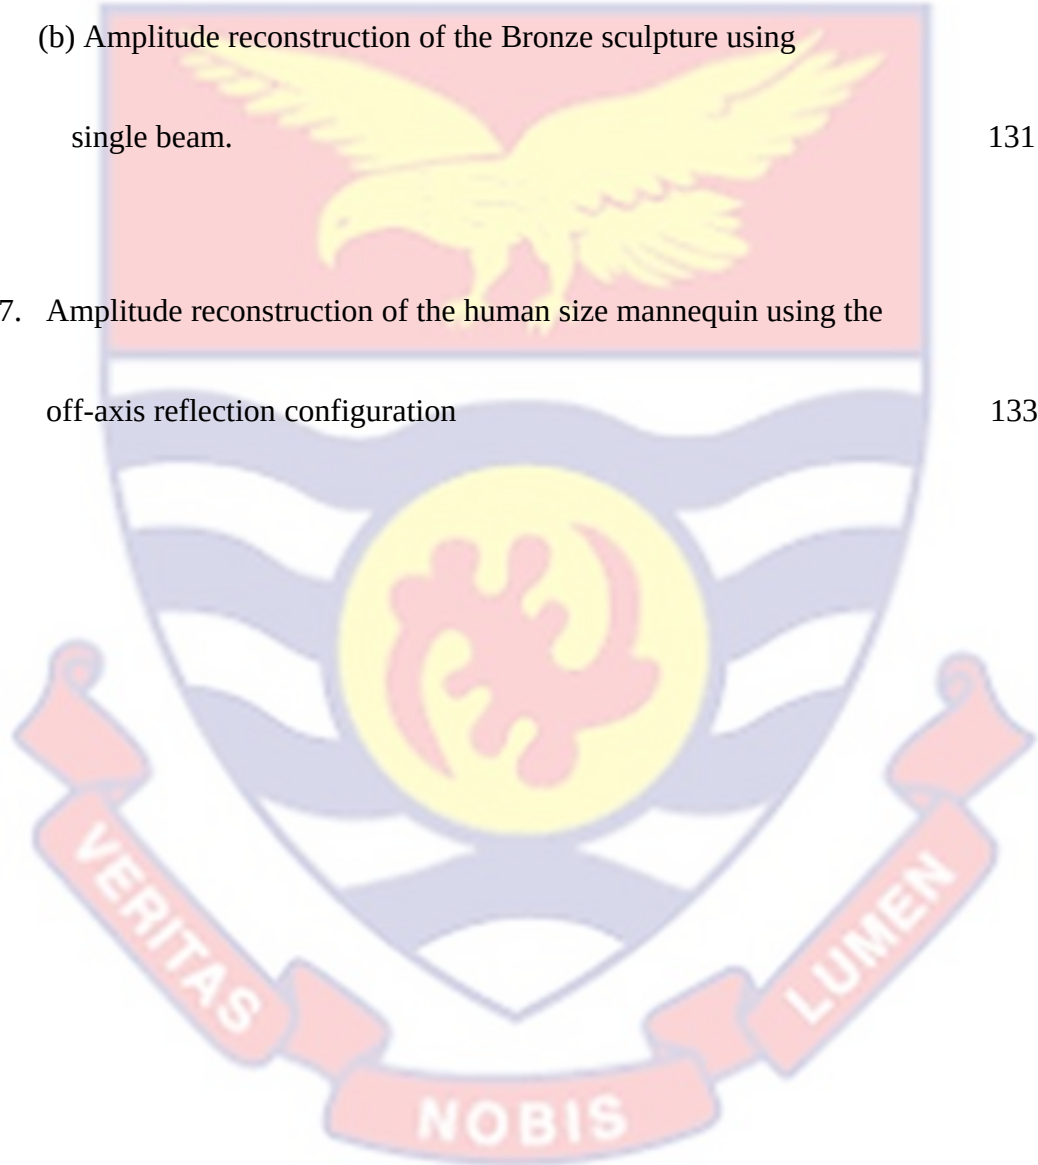 (b) Amplitude reconstruction of the Bronze sculpture using
single beam. 131
7. Amplitude reconstruction of the human size mannequin using the
off-axis reflection configuration 133
VERITAS
NOBIS
LUMEN